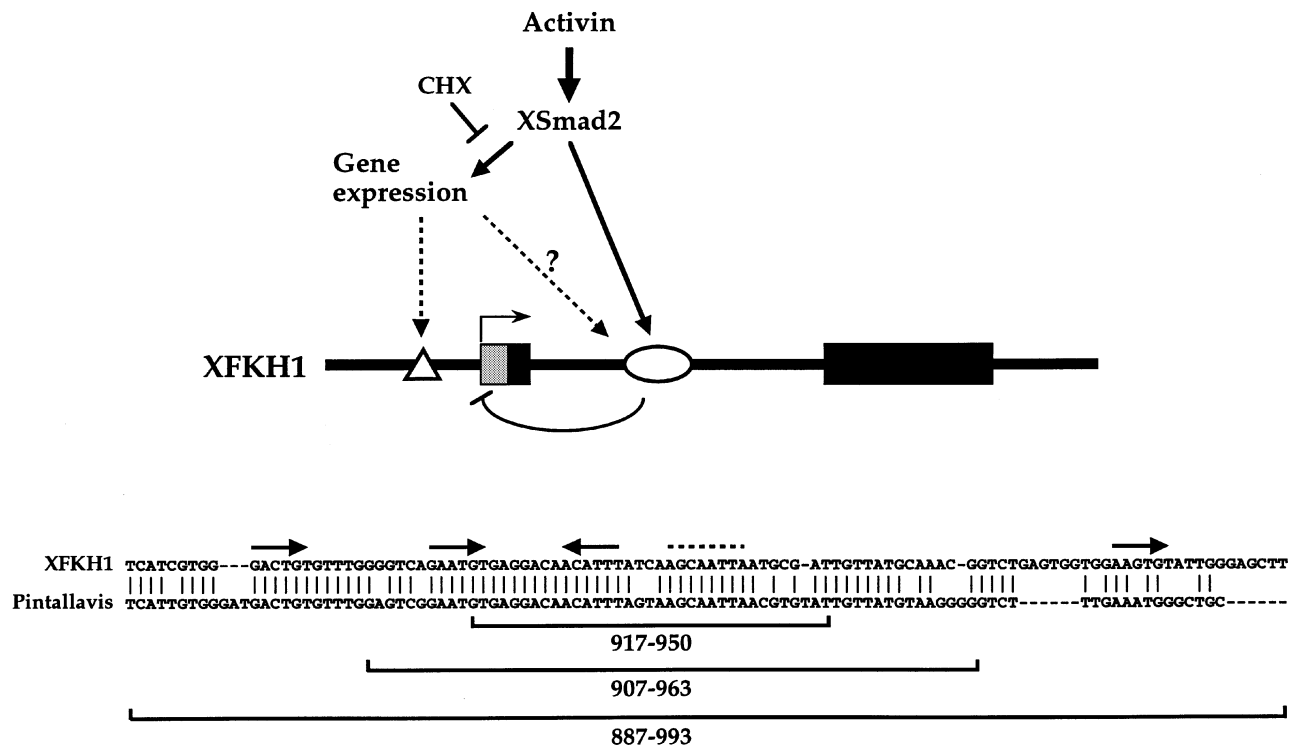 Activin
CHX
XSmad2
Gene
expression
?
XFKH1
XFKH1 TCATCGTGG---GACTGTGTTTGGGGTCAGAATGTGAGGACAACATTTATCAAGCAATTAATGCG-ATTGTTATGCAAAC-GGTCTGAGTGGTGGAAGTGTATTGGGAGCTT
Pintallavis TCATTGTGGGATGACTGTGTTTGGAGTCGGAATGTGAGGACAACATTTAGTAAGCAATTAACGTGTATTGTTATGTAAGGGGGTCT------TTGAAATGGGCTGC------
917-950
907-963
887-993